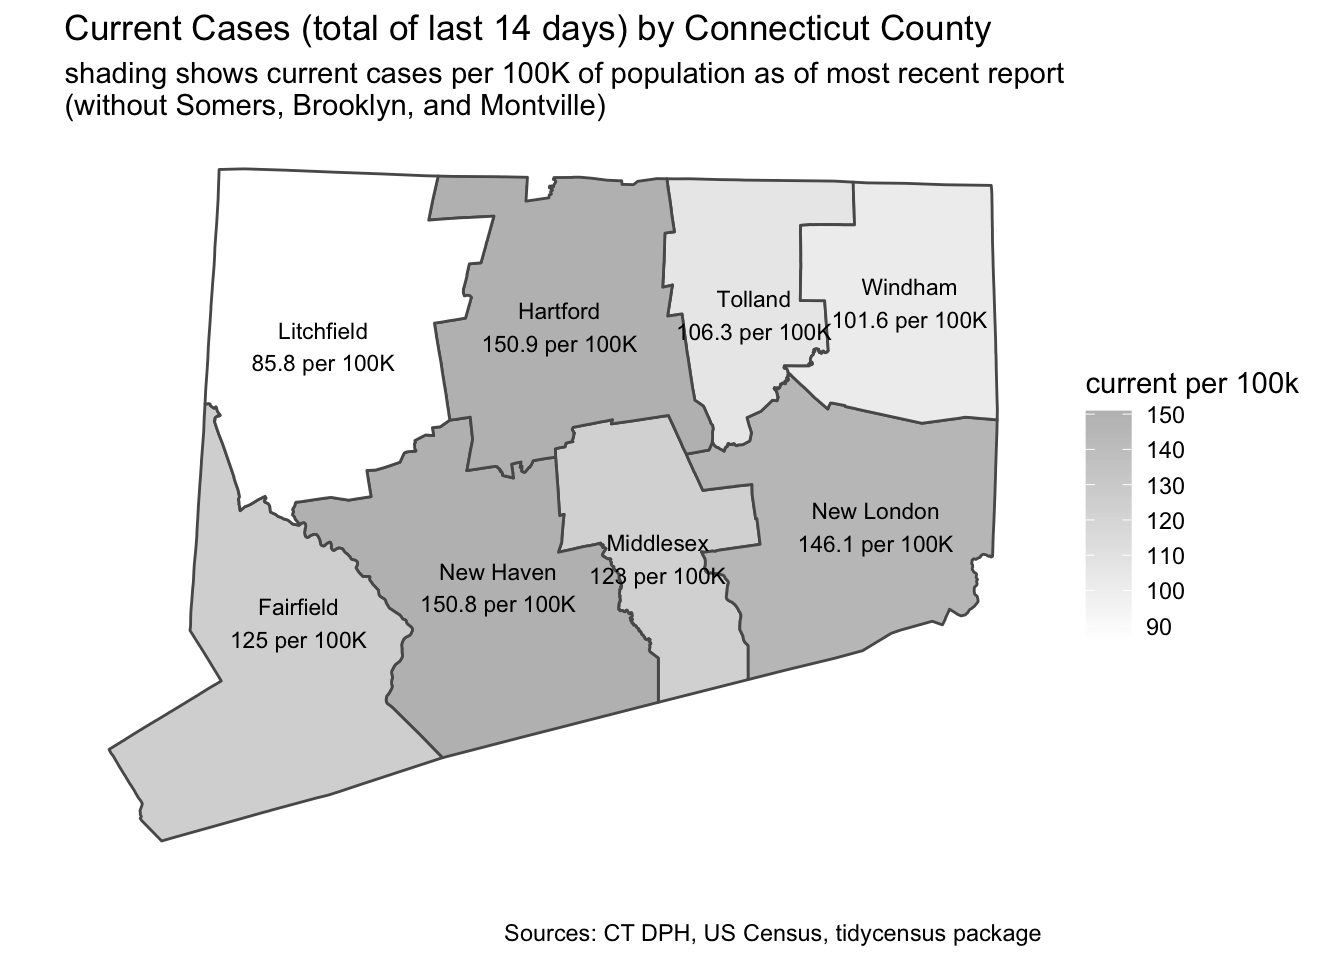 Current Cases (total of last 14 days) by Connecticut County
shading shows current cases per 100K of population as of most recent report
(without Somers, Brooklyn, and Montville)
Litchfield
85.8 per 100K
Hartford
150.9 per 100K
Tolland
106.3 per 100K
Windham
101.6 per 100K
Fairfield
125 per 100K
New Haven
150.8 per 100K
Middlesex
123 per 100K
New London
146.1 per 100K
current per 100k
150
140
130
120
110
100
90
Sources: CT DPH, US Census, tidycensus package